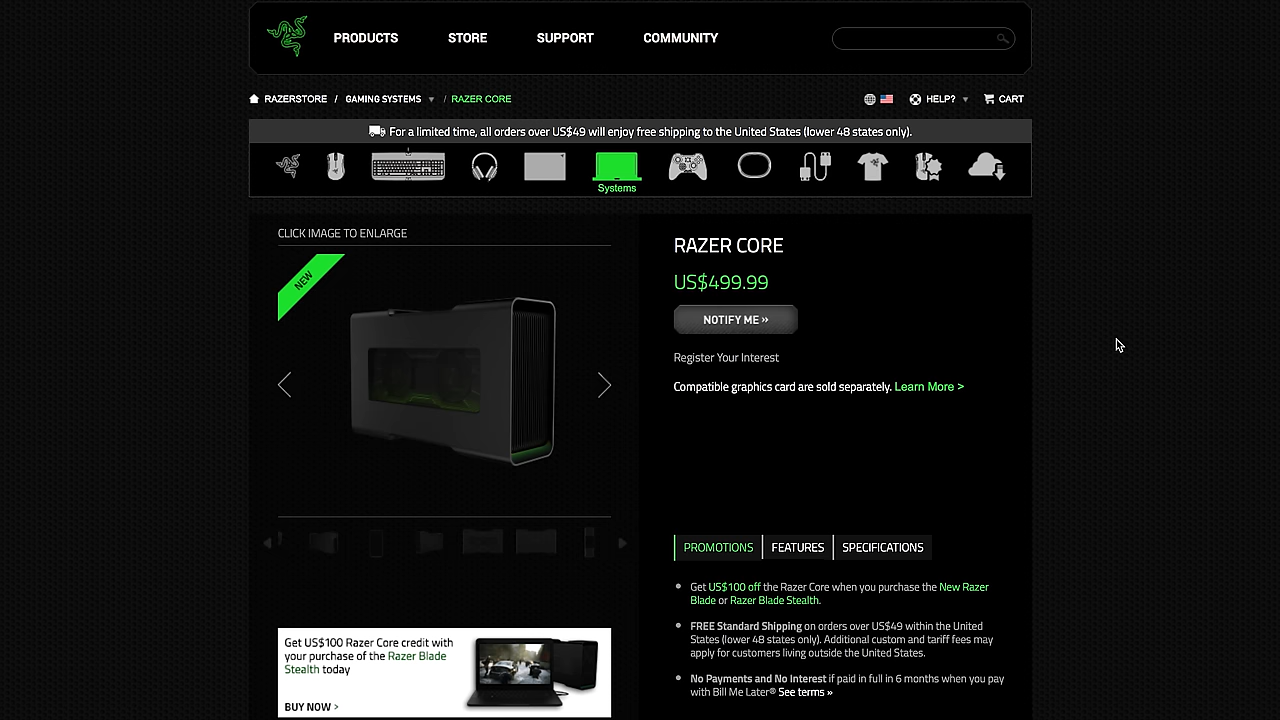 PRODUCTS STORE SUPPORT COMMUNITY
RAZERSTORE / GAMING SYSTEMS / RAZER CORE HELP? CART
For a limited time, all orders over US$49 will enjoy free shipping to the United States (lower 48 states only).
Systems
CLICK IMAGE TO ENLARGE
NEW
RAZER CORE
US$499.99
NOTIFY ME »
Register Your Interest
Compatible graphics card are sold separately. Learn More >
PROMOTIONS FEATURES SPECIFICATIONS
Get US$100 off the Razer Core when you purchase the New Razer
Blade or Razer Blade Stealth.
FREE Standard Shipping on orders over US$49 within the United
States (lower 48 states only). Additional custom and tariff fees may
apply for customers living outside the United States.
No Payments and No Interest if paid in full in 6 months when you pay
with Bill Me Later® See terms »
Get US$100 Razer Core credit with
your purchase of the Razer Blade
Stealth today
BUY NOW >